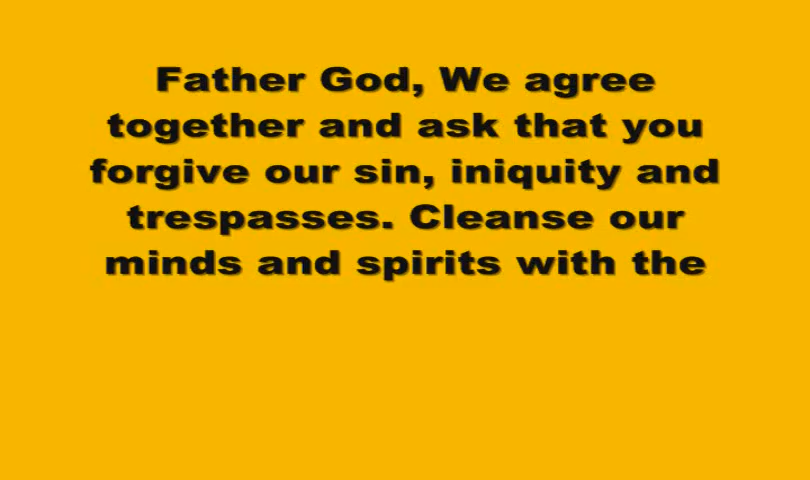 Father God, We agree
together and ask that you
forgive our sin, iniquity and
trespasses. Cleanse our
minds and spirits with the